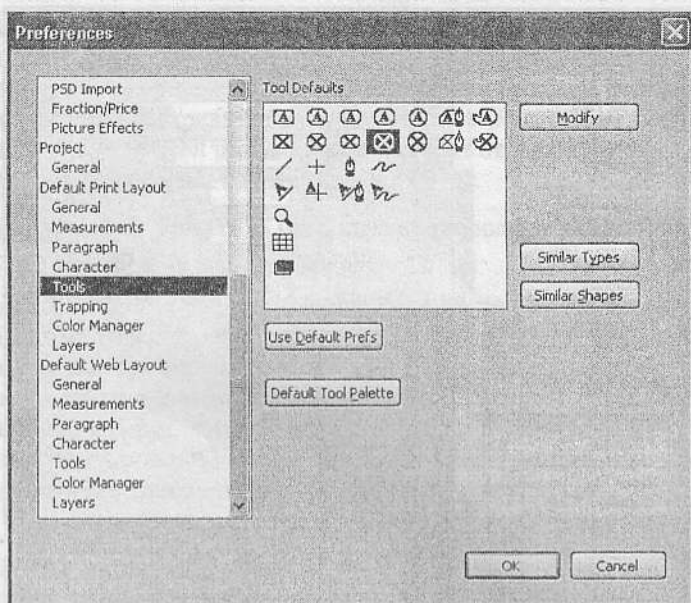 Preferences
PSD Import
Fraction/Price
Picture Effects
Project
General
Default Print Layout
General
Measurements
Paragraph
Character
Tools
Trapping
Color Manager
Layers
Default Web Layout
General
Measurements
Paragraph
Character
Tools
Color Manager
Layers
Tool Defaults
Modify
Similar Types
Similar Shapes
Use Default Prefs
Default Tool Palette
OK
Cancel